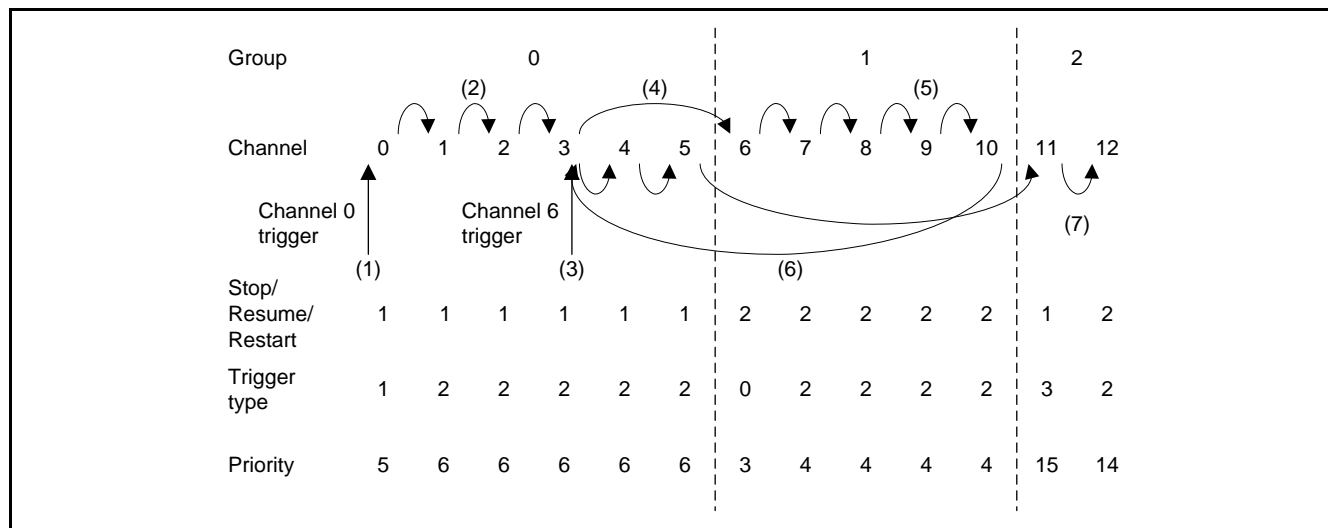 Group 0 1 2
(2) (4) (5)
Channel 0 1 2 3 4 5 6 7 8 9 10 11 12
Channel 0 trigger
Channel 6 trigger
(1) (3) (6) (7)
Stop/
Resume/
Restart 1 1 1 1 1 1 2 2 2 2 2 1 2
Trigger
type 1 2 2 2 2 2 0 2 2 2 2 3 2
Priority 5 6 6 6 6 6 3 4 4 4 4 15 14